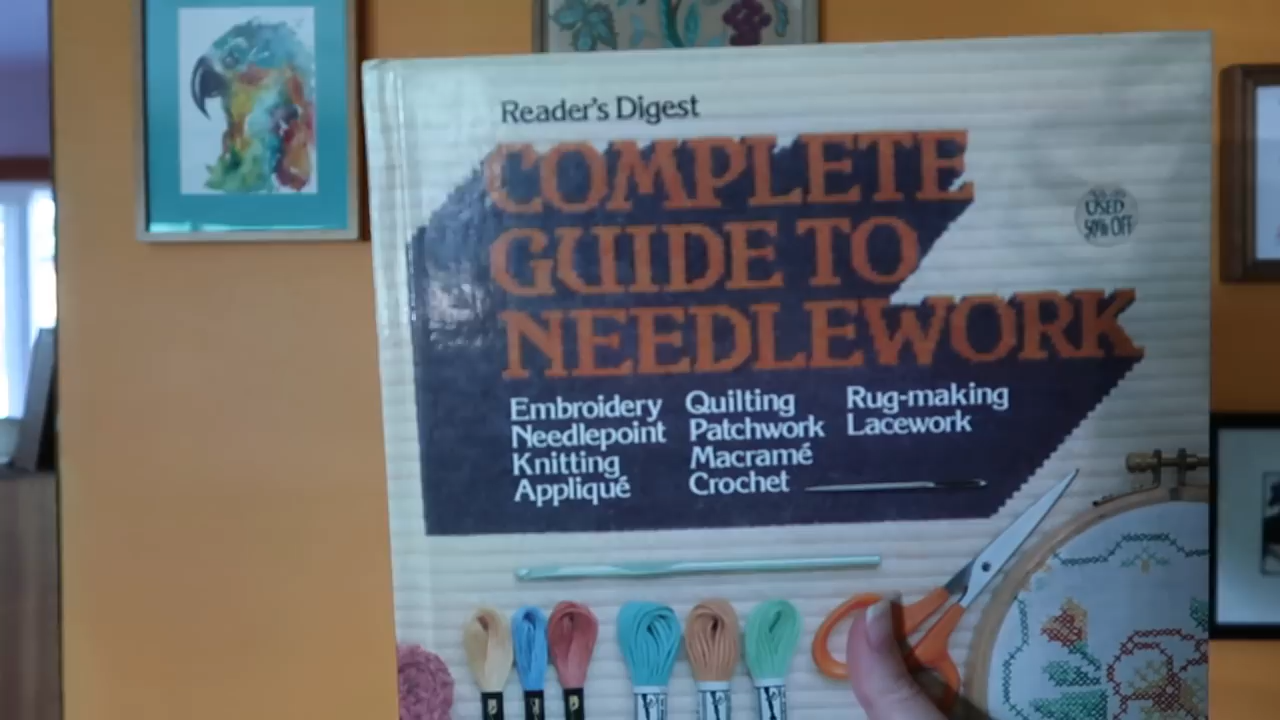 Reader's Digest
COMPLETE
GUIDE TO
NEEDLEWORK
Embroidery
Needlepoint
Knitting
Appliqué
Quilting
Patchwork
Macramé
Crochet
Rug-making
Lacework
USED
50% OFF